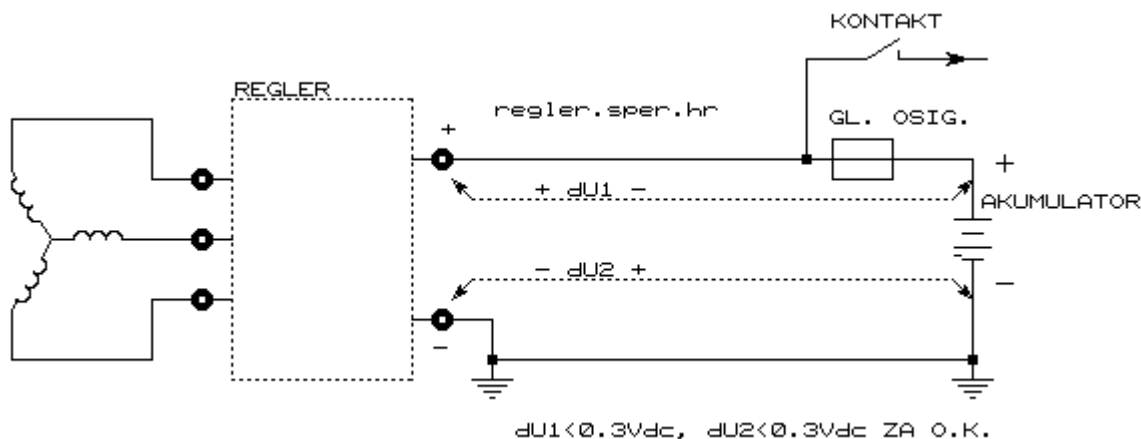 KONTAKT
REGLER
regler.sper.hr
GL. OSIG.
+
+
+ dU1 -
AKUMULATOR
- dU2 +
-
-
dU1<0.3Vdc, dU2<0.3Vdc ZA O.K.